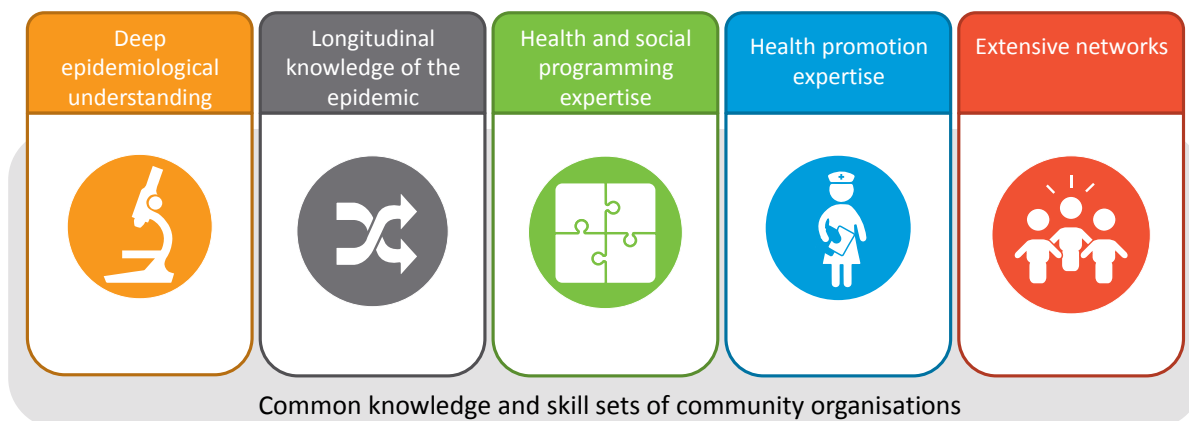 Deep
epidemiological
understanding
Longitudinal
knowledge of the
epidemic
Health and social
programming
expertise
Health promotion
expertise
Extensive networks
Common knowledge and skill sets of community organisations